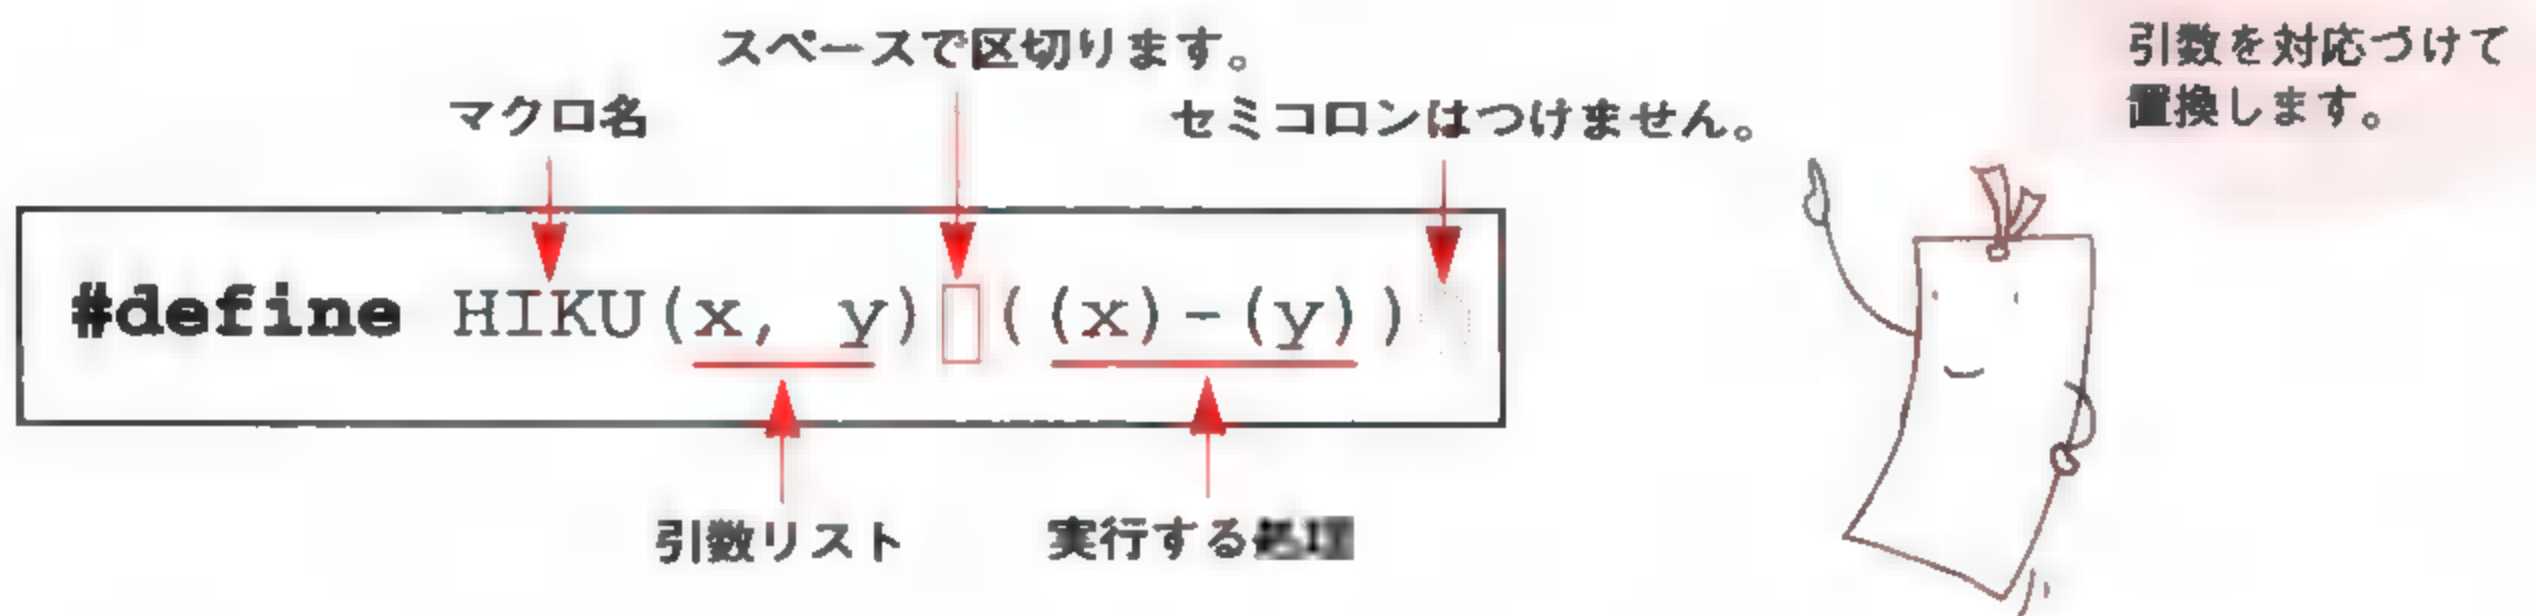 スペースで区切ります。
引数を対応づけて
置換します。
マクロ名
セミコロンはつけません。
#define HIKU(x, y) ((x)-(y))
引数リスト
実行する処理